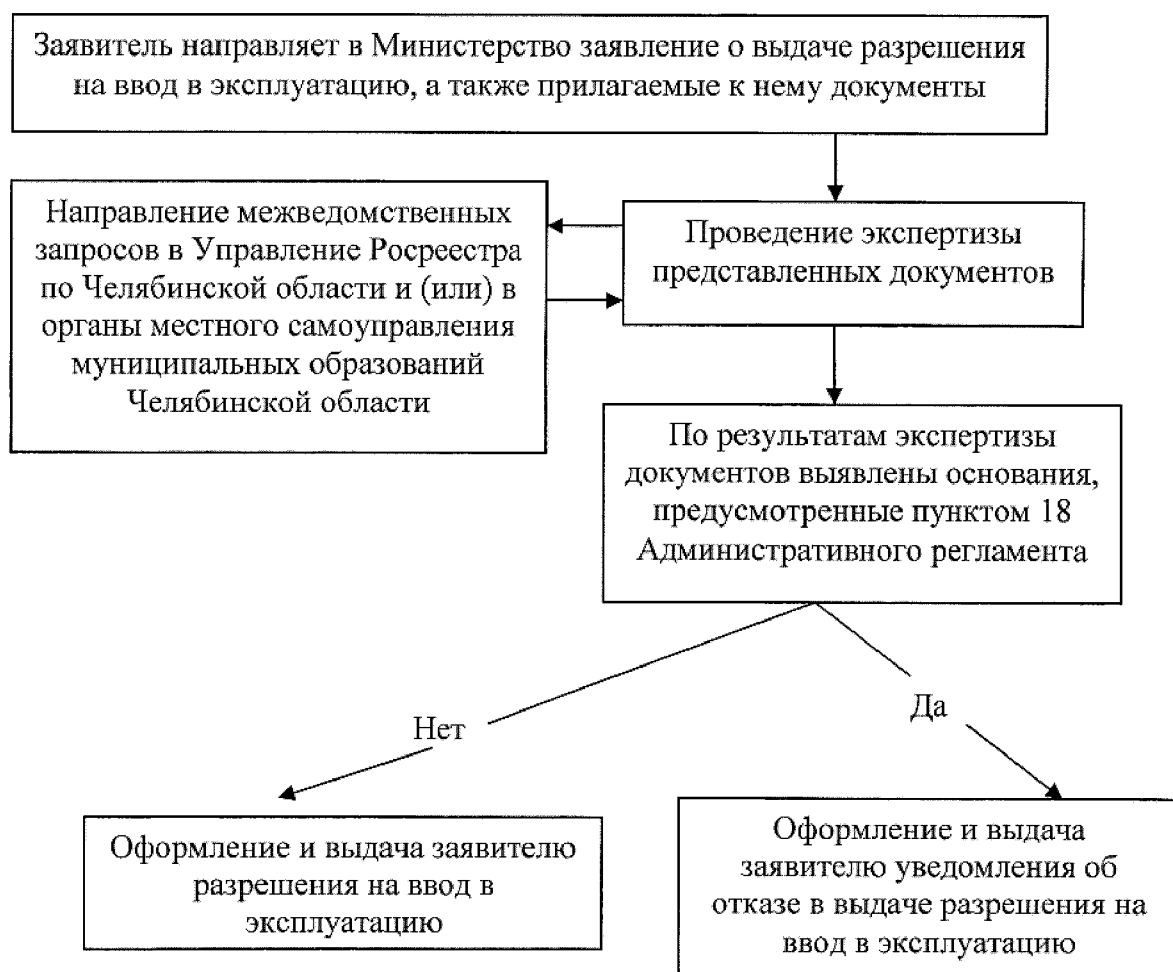 Заявитель направляет в Министерство заявление о выдаче разрешения
на ввод в эксплуатацию, а также прилагаемые к нему документы
Направление межведомственных
запросов в Управление Росреестра
по Челябинской области и (или) в
органы местного самоуправления
муниципальных образований
Челябинской области
Проведение экспертизы
представленных документов
По результатам экспертизы
документов выявлены основания,
предусмотренные пунктом 18
Административного регламента
Нет
Да
Оформление и выдача заявителю
разрешения на ввод в
эксплуатацию
Оформление и выдача
заявителю уведомления об
отказе в выдаче разрешения на
ввод в эксплуатацию